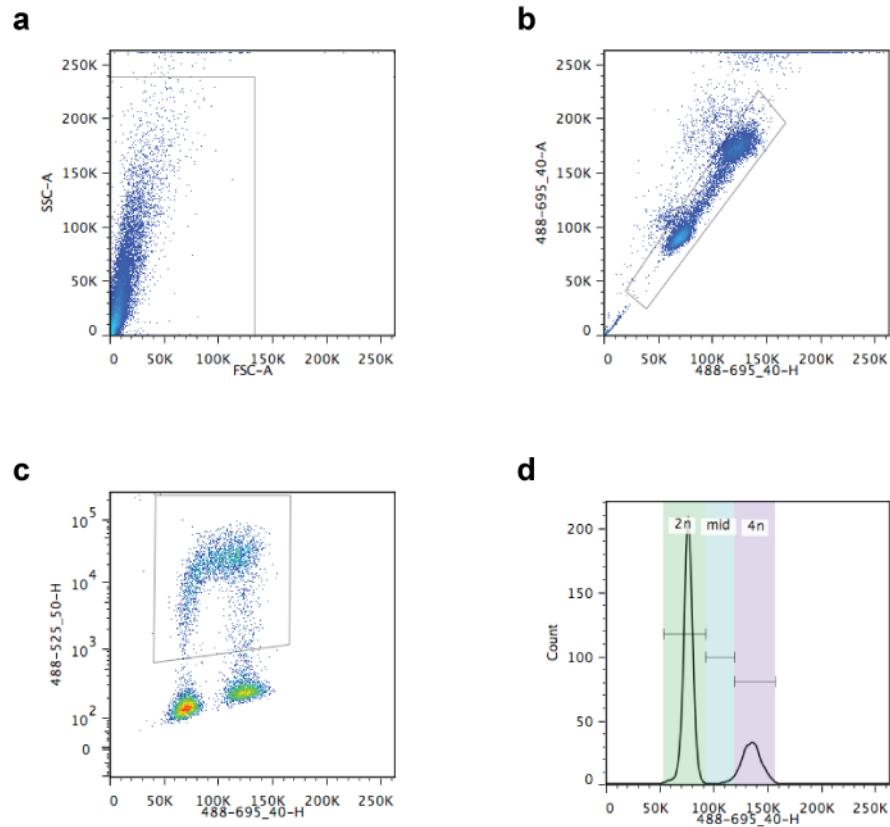 a
250K
200K
150K
100K
50K
0
SSC-A
0 50K 100K 150K 200K 250K
FSC-A
b
250K
200K
150K
100K
50K
0
488-695_40-A
0 50K 100K 150K 200K 250K
488-695_40-H
c
10^5
10^4
10^3
10^2
0
488-525_50-H
0 50K 100K 150K 200K 250K
488-695_40-H
d
2n mid 4n
200
150
100
50
0
Count
0 50K 100K 150K 200K 250K
488-695_40-H